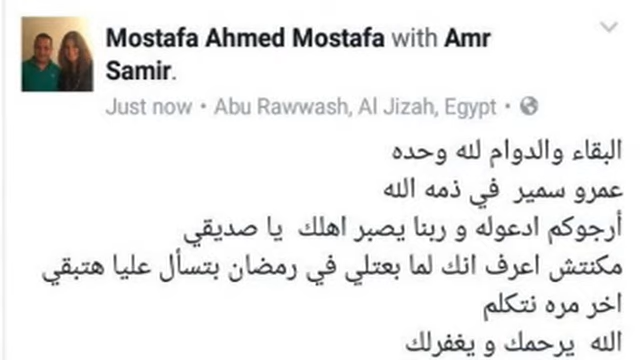 Mostafa Ahmed Mostafa with Amr
Samir.
Just now • Abu Rawwash, Al Jizah, Egypt •
البقاء والدوام لله وحده
عمرو سمير في ذمه الله
أرجوكم ادعوله و ربنا يصبر اهلك يا صديقي
مكنتش اعرف انك لما بعتلي في رمضان بتسأل عليا هتبقي
اخر مره نتكلم
الله يرحمك و يغفرلك